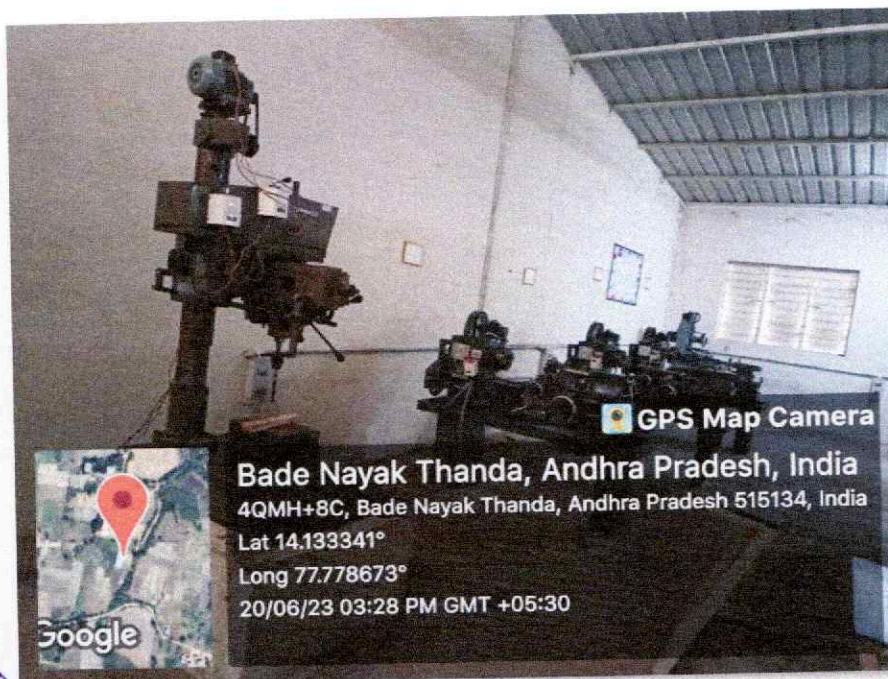 GPS Map Camera
Bade Nayak Thanda, Andhra Pradesh, India
4QMH+8C, Bade Nayak Thanda, Andhra Pradesh 515134, India
Lat 14.133341°
Long 77.778673°
20/06/23 03:28 PM GMT +05:30
Google